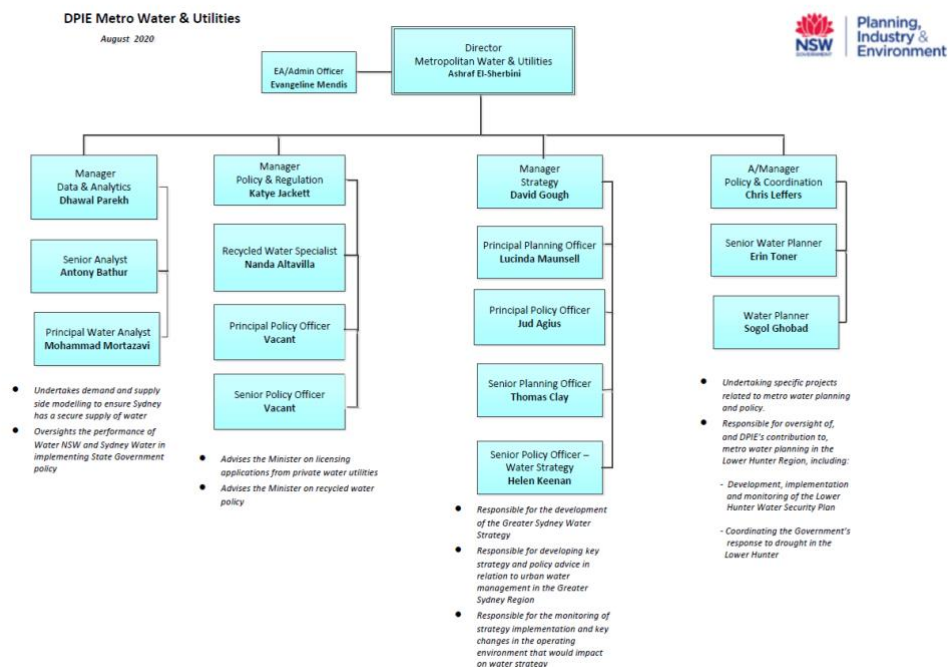 DPIE Metro Water & Utilities
August 2020
NSW
GOVERNMENT
Planning,
Industry &
Environment
Director
Metropolitan Water & Utilities
Ashraf El-Sherbini
EA/Admin Officer
Evangeline Mendis
Manager
Data & Analytics
Dhawal Parekh
Senior Analyst
Antony Bathur
Principal Water Analyst
Mohammad Mortazavi
• Undertakes demand and supply
side modelling to ensure Sydney
has a secure supply of water
• Oversights the performance of
Water NSW and Sydney Water in
implementing State Government
policy
Manager
Policy & Regulation
Katye Jackett
Recycled Water Specialist
Nanda Altavilla
Principal Policy Officer
Vacant
Senior Policy Officer
Vacant
• Advises the Minister on licensing
applications from private water utilities
• Advises the Minister on recycled water
policy
Manager
Strategy
David Gough
Principal Planning Officer
Lucinda Maunsell
Principal Policy Officer
Jud Agius
Senior Planning Officer
Thomas Clay
Senior Policy Officer –
Water Strategy
Helen Keenan
• Responsible for the development
of the Greater Sydney Water
Strategy
• Responsible for developing key
strategy and policy advice in
relation to urban water
management in the Greater
Sydney Region
• Responsible for the monitoring of
strategy implementation and key
changes in the operating
environment that would impact
on water strategy
A/Manager
Policy & Coordination
Chris Leffers
Senior Water Planner
Erin Toner
Water Planner
Sogol Ghobad
• Undertaking specific projects
related to metro water planning
and policy.
• Responsible for oversight of,
and DPIE's contribution to,
metro water planning in the
Lower Hunter Region, including:
- Development, implementation
and monitoring of the Lower
Hunter Water Security Plan
- Coordinating the Government's
response to drought in the
Lower Hunter